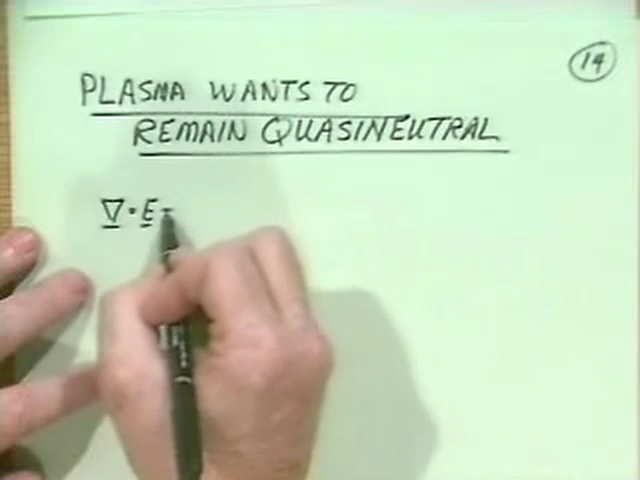 14
PLASMA WANTS TO
REMAIN QUASINEUTRAL
∇ · E =